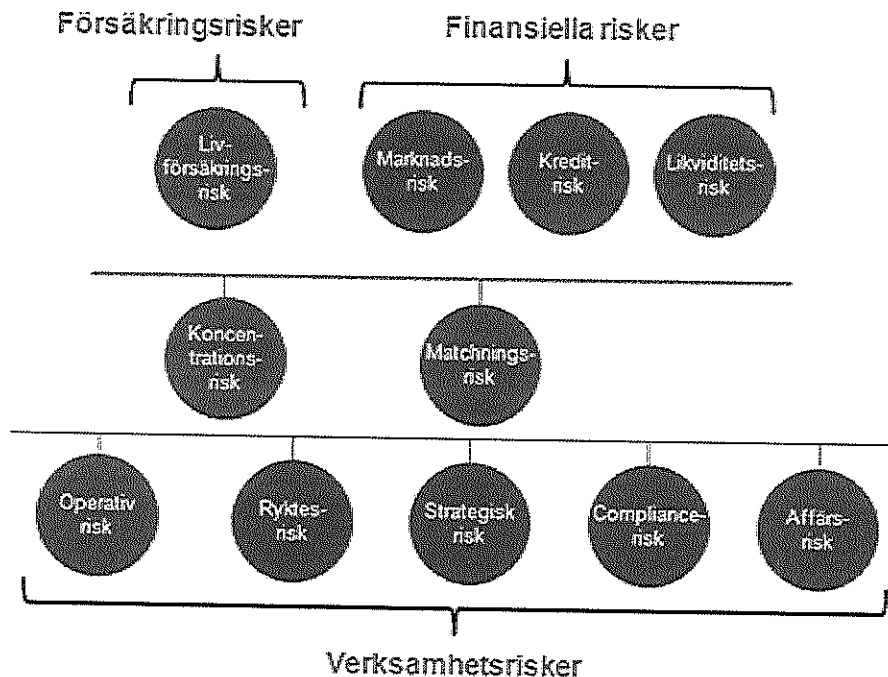 Försäkringsrisker
Finansiella risker
Liv-
försäkrings-
risk
Marknads-
risk
Kredit-
risk
Likviditets-
risk
Koncen-
trations-
risk
Matchnings-
risk
Operativ
risk
Ryktes-
risk
Strategisk
risk
Compliance-
risk
Affärs-
risk
Verksamhetsrisker